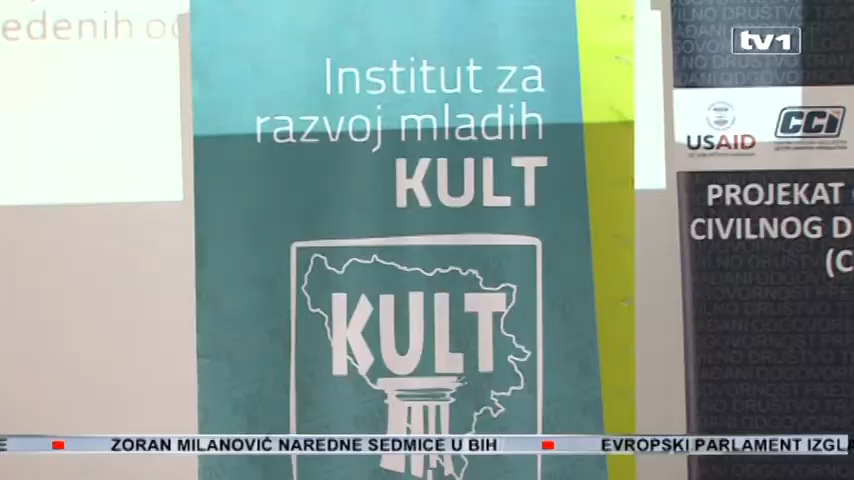 edenih o
tv1
Institut za
razvoj mladih
KULT
KULT
USAID
CCI
PROJEKAT
CIVILNOG D
(C
ZORAN MILANOVIĆ NAREDNE SEDMICE U BIH
EVROPSKI PARLAMENT IZGLA